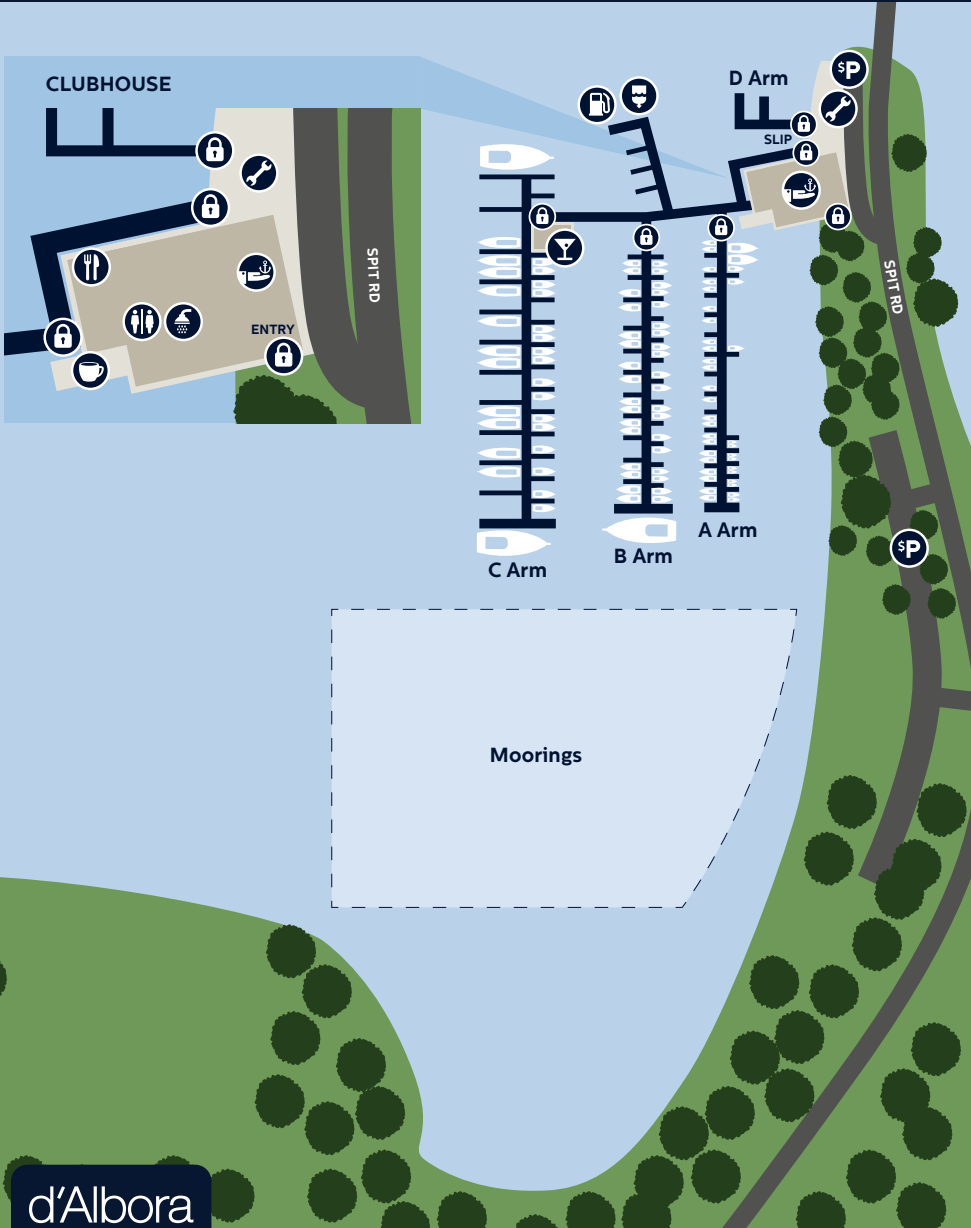 CLUBHOUSE
D Arm
$P
SLIP
SPIT RD
ENTRY
SPIT RD
A Arm
B Arm
C Arm
$P
Moorings
d'Albora